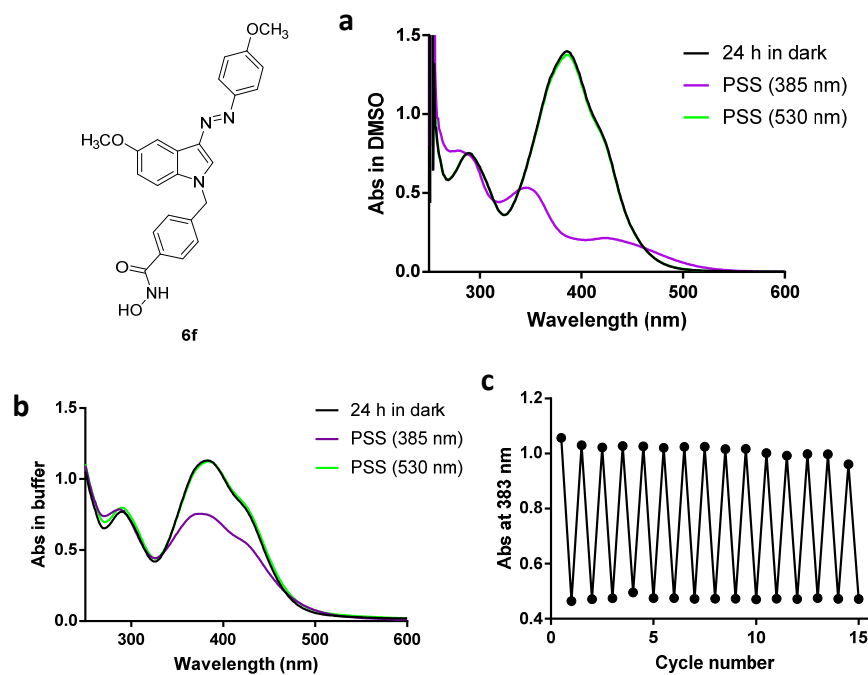 OCH₃
N
N
CH₃O
N
O
NH
HO
6f
a
1.5
1.0
0.5
0.0
Abs in DMSO
300
400
500
600
Wavelength (nm)
24 h in dark
PSS (385 nm)
PSS (530 nm)
b
1.5
1.0
0.5
0.0
Abs in buffer
300
400
500
600
Wavelength (nm)
24 h in dark
PSS (385 nm)
PSS (530 nm)
c
1.2
1.0
0.8
0.6
0.4
Abs at 383 nm
0
5
10
15
Cycle number